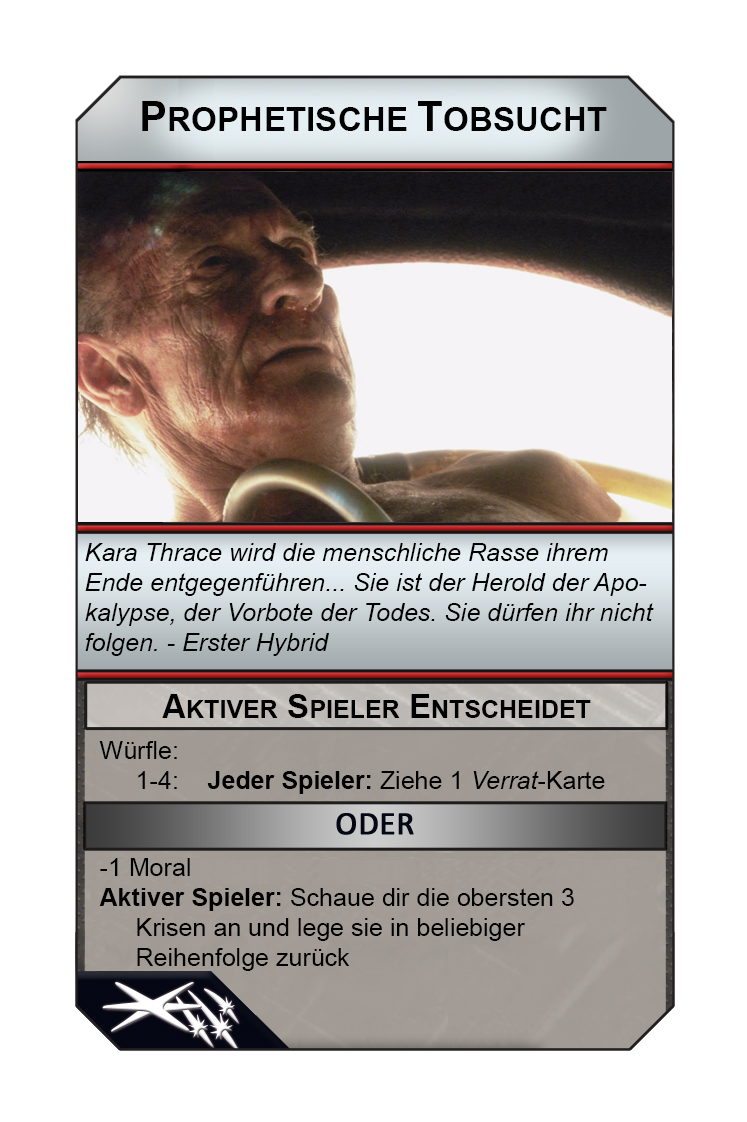 Prophetische Tobsucht
Kara Thrace wird die menschliche Rasse ihrem
Ende entgegenführen... Sie ist der Herold der Apo-
kalypse, der Vorbote der Todes. Sie dürfen ihr nicht
folgen. - Erster Hybrid
Aktiver Spieler Entscheidet
Würfle:
1-4: Jeder Spieler: Ziehe 1 Verrat-Karte
ODER
-1 Moral
Aktiver Spieler: Schaue dir die obersten 3
Krisen an und lege sie in beliebiger
Reihenfolge zurück